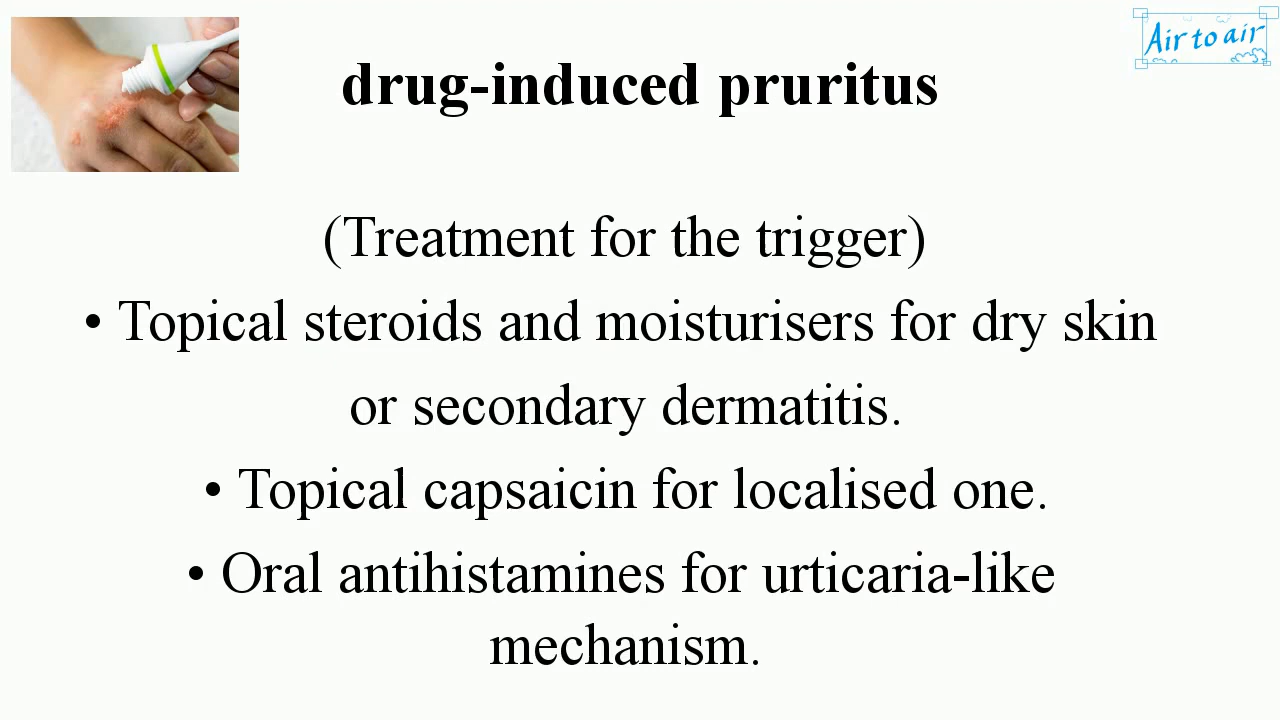 Air to air
drug-induced pruritus
(Treatment for the trigger)
• Topical steroids and moisturisers for dry skin
or secondary dermatitis.
• Topical capsaicin for localised one.
• Oral antihistamines for urticaria-like
mechanism.